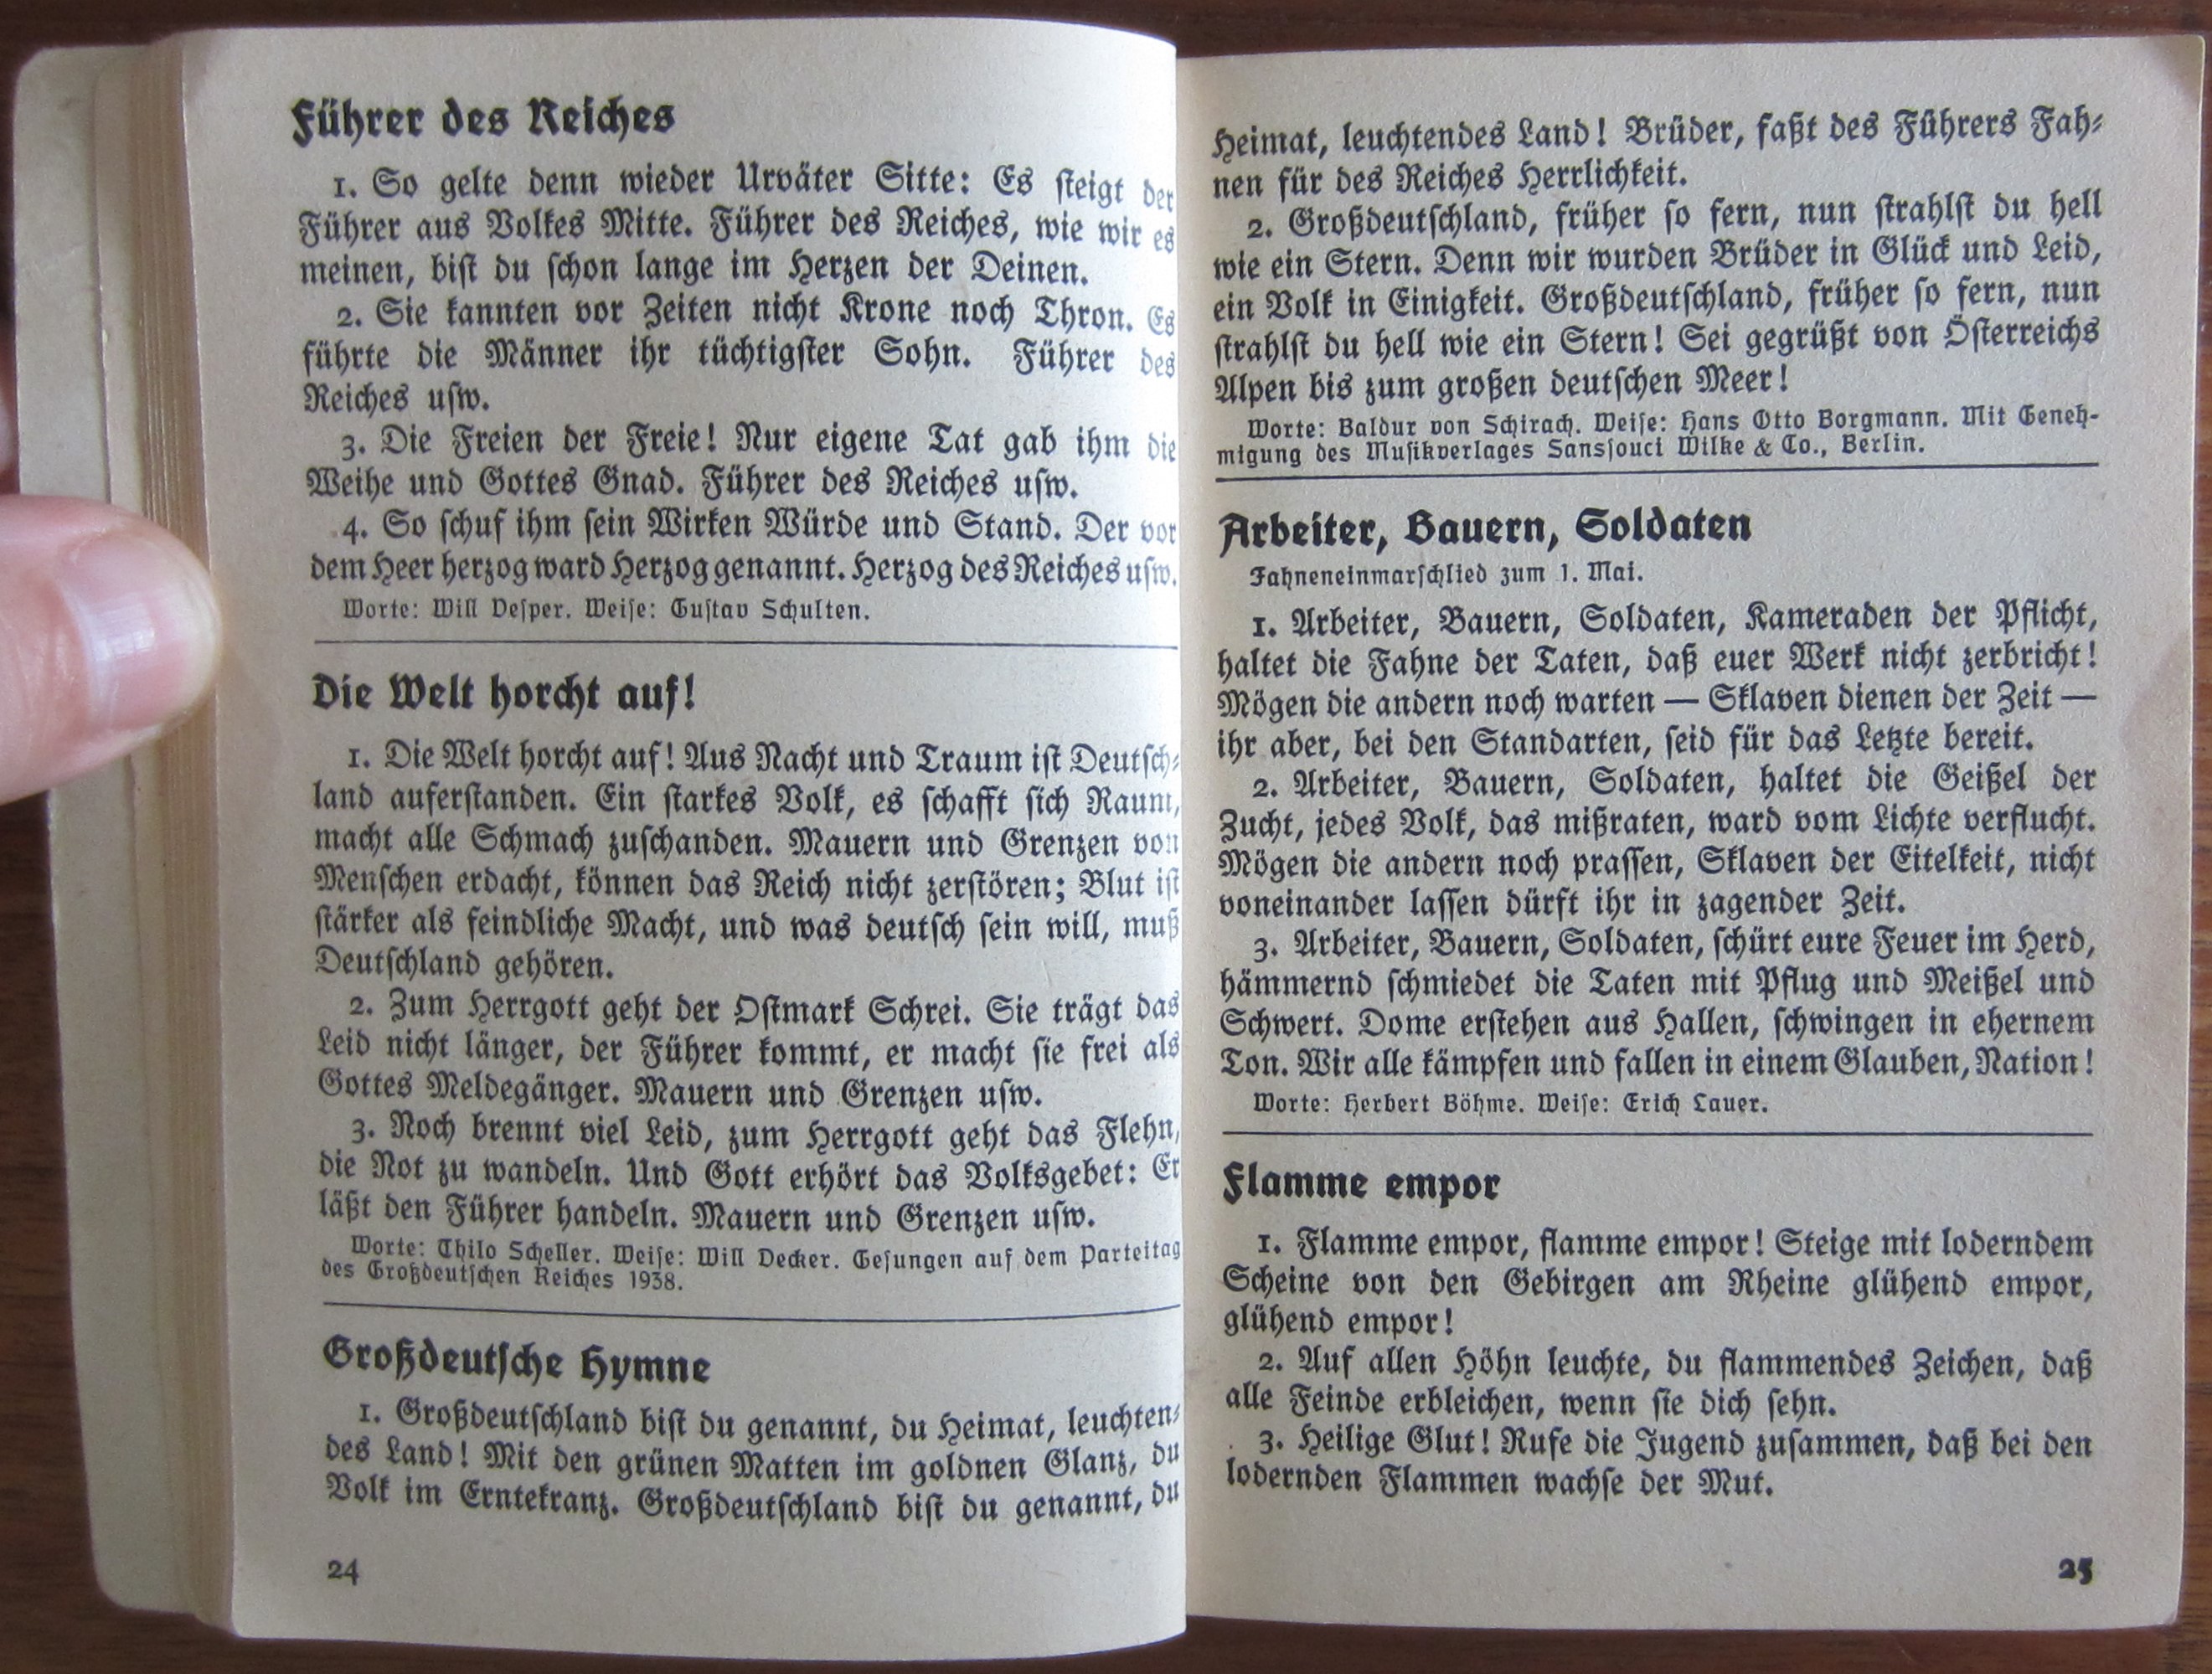 Führer des Reiches
1. So gelte denn wieder Urväter Sitte: Es steigt der
Führer aus Volkes Mitte. Führer des Reiches, wie wir es
meinen, bist du schon lange im Herzen der Deinen.
2. Sie kannten vor Zeiten nicht Krone noch Thron. Es
führte die Männer ihr tüchtigster Sohn. Führer des
Reiches usw.
3. Die Freien der Freie! Nur eigene Tat gab ihm die
Weihe und Gottes Gnad. Führer des Reiches usw.
4. So schuf ihm sein Wirken Würde und Stand. Der vor
dem Heer herzog ward Herzog genannt. Herzog des Reiches usw.
Worte: Will Vesper. Weise: Gustav Schulten.
Die Welt horcht auf!
1. Die Welt horcht auf! Aus Nacht und Traum ist Deutsch-
land auferstanden. Ein starkes Volk, es schafft sich Raum,
macht alle Schmach zuschanden. Mauern und Grenzen von
Menschen erdacht, können das Reich nicht zerstören; Blut ist
stärker als feindliche Macht, und was deutsch sein will, muß
Deutschland gehören.
2. Zum Herrgott geht der Ostmark Schrei. Sie trägt das
Leid nicht länger, der Führer kommt, er macht sie frei als
Gottes Meldegänger. Mauern und Grenzen usw.
3. Noch brennt viel Leid, zum Herrgott geht das Flehn,
die Not zu wandeln. Und Gott erhört das Volksgebet: Er
läßt den Führer handeln. Mauern und Grenzen usw.
Worte: Thilo Scheller. Weise: Will Decker. Gesungen auf dem Parteitag
des Großdeutschen Reiches 1938.
Großdeutsche Hymne
1. Großdeutschland bist du genannt, du Heimat, leuchten-
des Land! Mit den grünen Matten im goldnen Glanz, du
Volk im Erntekranz. Großdeutschland bist du genannt, du
24
Heimat, leuchtendes Land! Brüder, faßt des Führers Fah-
nen für des Reiches Herrlichkeit.
2. Großdeutschland, früher so fern, nun strahlst du hell
wie ein Stern. Denn wir wurden Brüder in Glück und Leid,
ein Volk in Einigkeit. Großdeutschland, früher so fern, nun
strahlst du hell wie ein Stern! Sei gegrüßt von Österreichs
Alpen bis zum großen deutschen Meer!
Worte: Baldur von Schirach. Weise: Hans Otto Borgmann. Mit Geneh-
migung des Musikverlages Sanssouci Wilke & Co., Berlin.
Arbeiter, Bauern, Soldaten
Fahneneinmarschlied zum 1. Mai.
1. Arbeiter, Bauern, Soldaten, Kameraden der Pflicht,
haltet die Fahne der Taten, daß euer Werk nicht zerbricht!
Mögen die andern noch warten — Sklaven dienen der Zeit —
ihr aber, bei den Standarten, seid für das Letzte bereit.
2. Arbeiter, Bauern, Soldaten, haltet die Geißel der
Zucht, jedes Volk, das mißraten, ward vom Lichte verflucht.
Mögen die andern noch prassen, Sklaven der Eitelkeit, nicht
voneinander lassen dürft ihr in zagender Zeit.
3. Arbeiter, Bauern, Soldaten, schürt eure Feuer im Herd,
hämmernd schmiedet die Taten mit Pflug und Meißel und
Schwert. Dome erstehen aus Hallen, schwingen in ehernem
Ton. Wir alle kämpfen und fallen in einem Glauben, Nation!
Worte: Herbert Böhme. Weise: Erich Lauer.
Flamme empor
1. Flamme empor, flamme empor! Steige mit loderndem
Scheine von den Gebirgen am Rheine glühend empor,
glühend empor!
2. Auf allen Höhn leuchte, du flammendes Zeichen, daß
alle Feinde erbleichen, wenn sie dich sehn.
3. Heilige Glut! Rufe die Jugend zusammen, daß bei den
lodernden Flammen wachse der Mut.
25